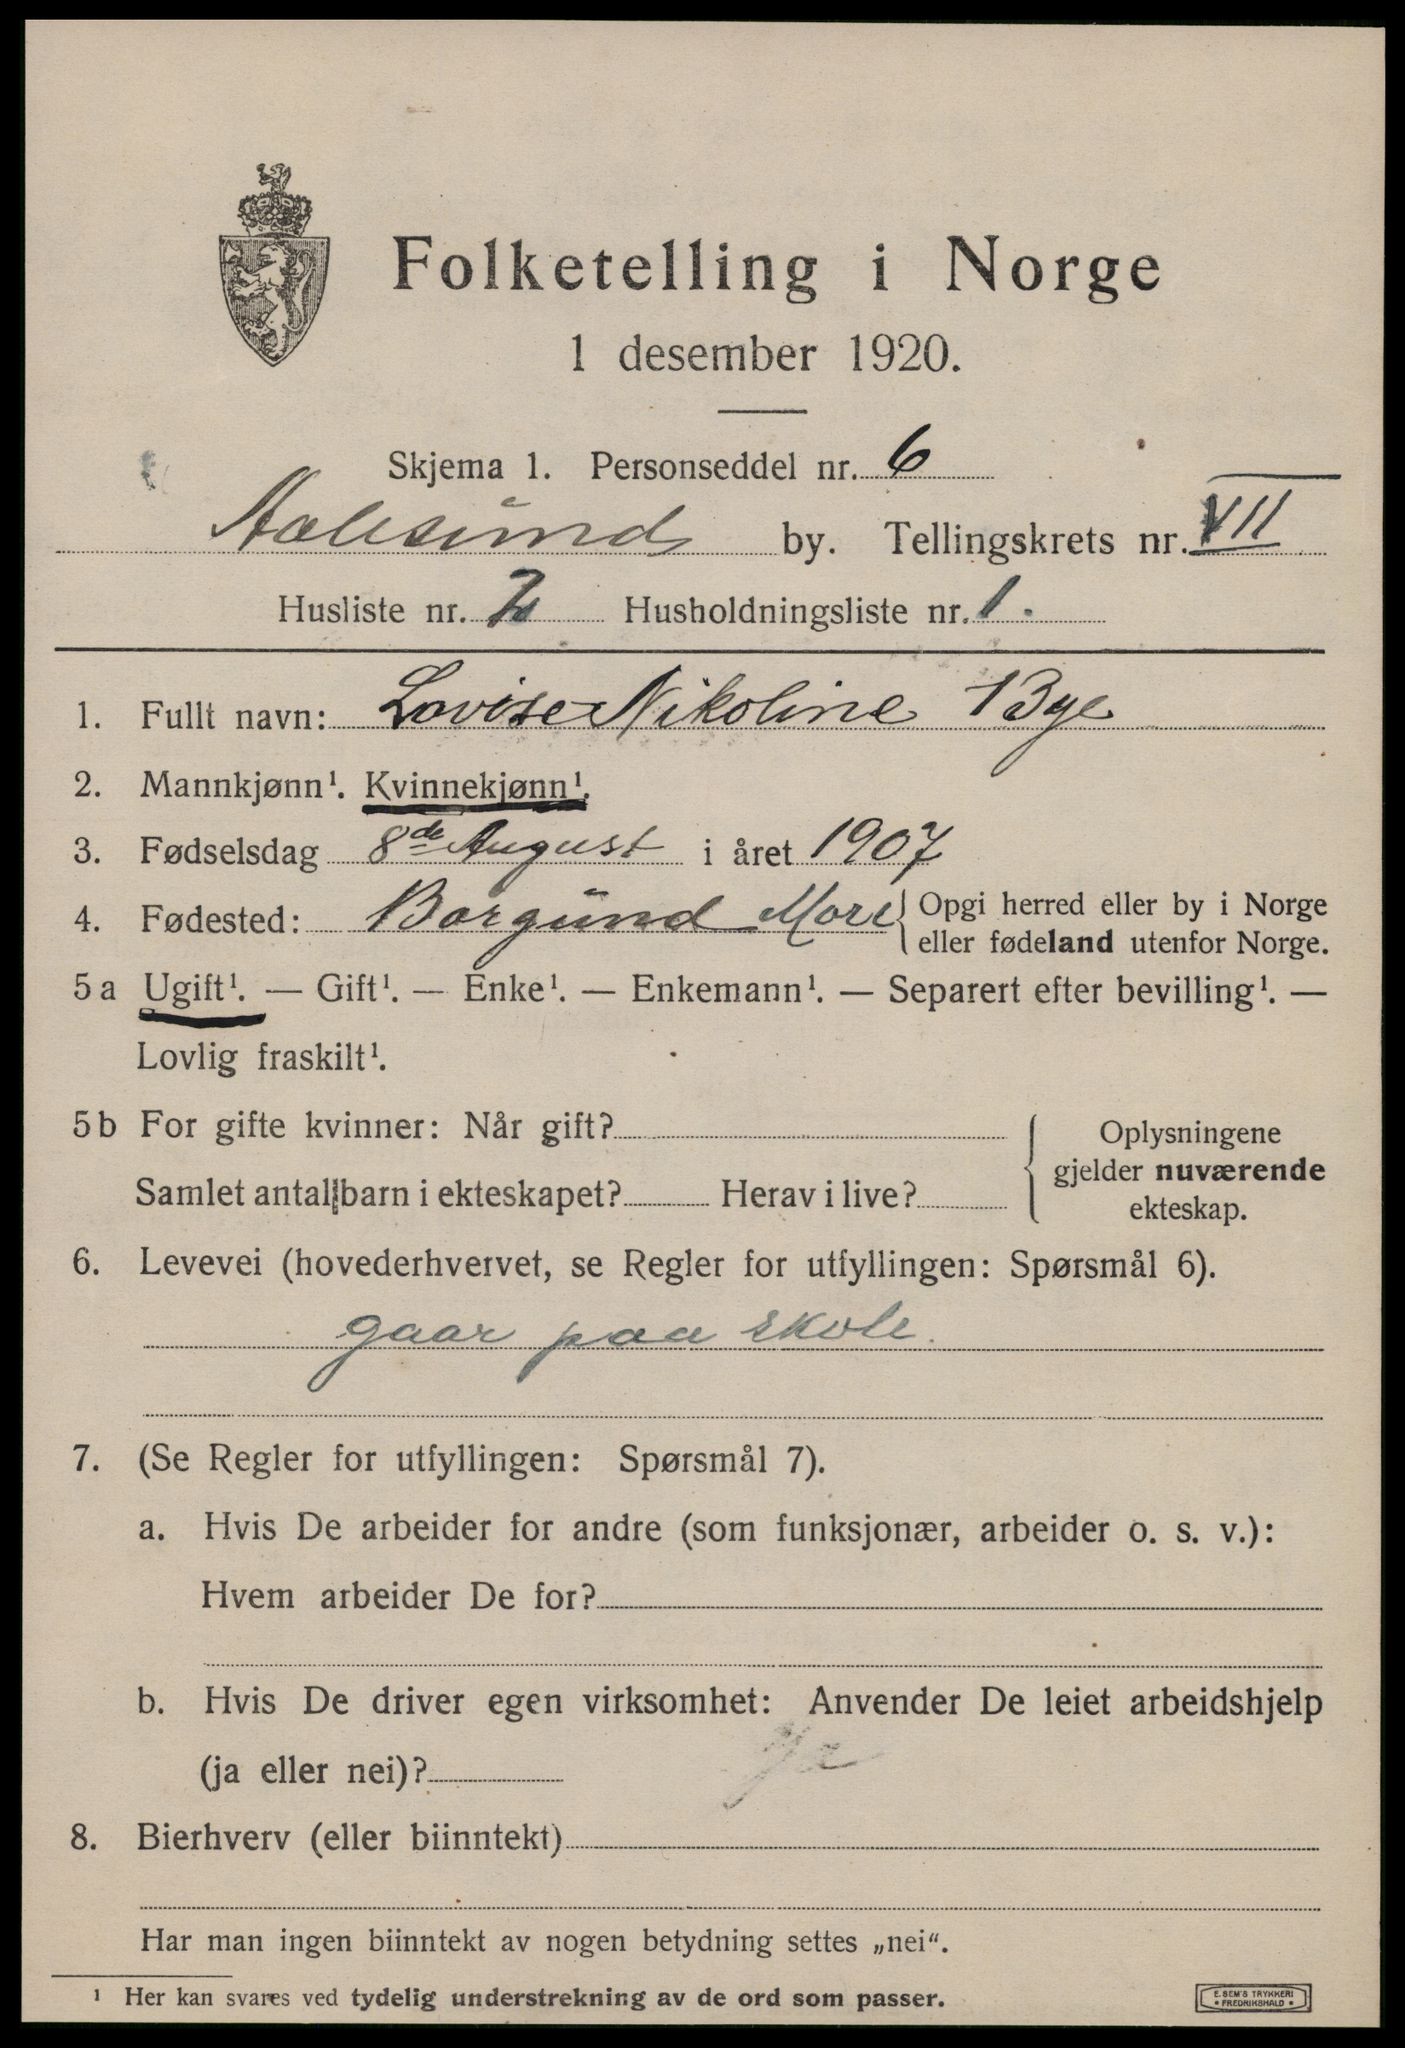 Folketelling i Norge
1 desember 1920.
Skjema 1. Personseddel nr. 6
Aalesund by. Tellingskrets nr. VII
Husliste nr. 2 Husholdningsliste nr. 1.
1. Fullt navn: Lovise Nikoline Bye
2. Mannkjønn¹. Kvinnekjønn¹.
3. Fødselsdag 8de August i året 1907
4. Fødested: Borgund Møre { Opgi herred eller by i Norge
eller fødeland utenfor Norge.
5 a Ugift¹. — Gift¹. — Enke¹. — Enkemann¹. — Separert efter bevilling¹. —
Lovlig fraskilt¹.
5 b For gifte kvinner: Når gift?
Samlet antall barn i ekteskapet? Herav i live?
Oplysningene
gjelder nuværende
ekteskap.
6. Levevei (hovederhvervet, se Regler for utfyllingen: Spørsmål 6).
gaar paa skole.
7. (Se Regler for utfyllingen: Spørsmål 7).
a. Hvis De arbeider for andre (som funksjonær, arbeider o. s. v.):
Hvem arbeider De for?
b. Hvis De driver egen virksomhet: Anvender De leiet arbeidshjelp
(ja eller nei)?
8. Bierhverv (eller biinntekt)
Har man ingen biinntekt av nogen betydning settes „nei“.
¹ Her kan svares ved tydelig understrekning av de ord som passer.
E. SEM'S TRYKKERI
• FREDRIKSHALD •